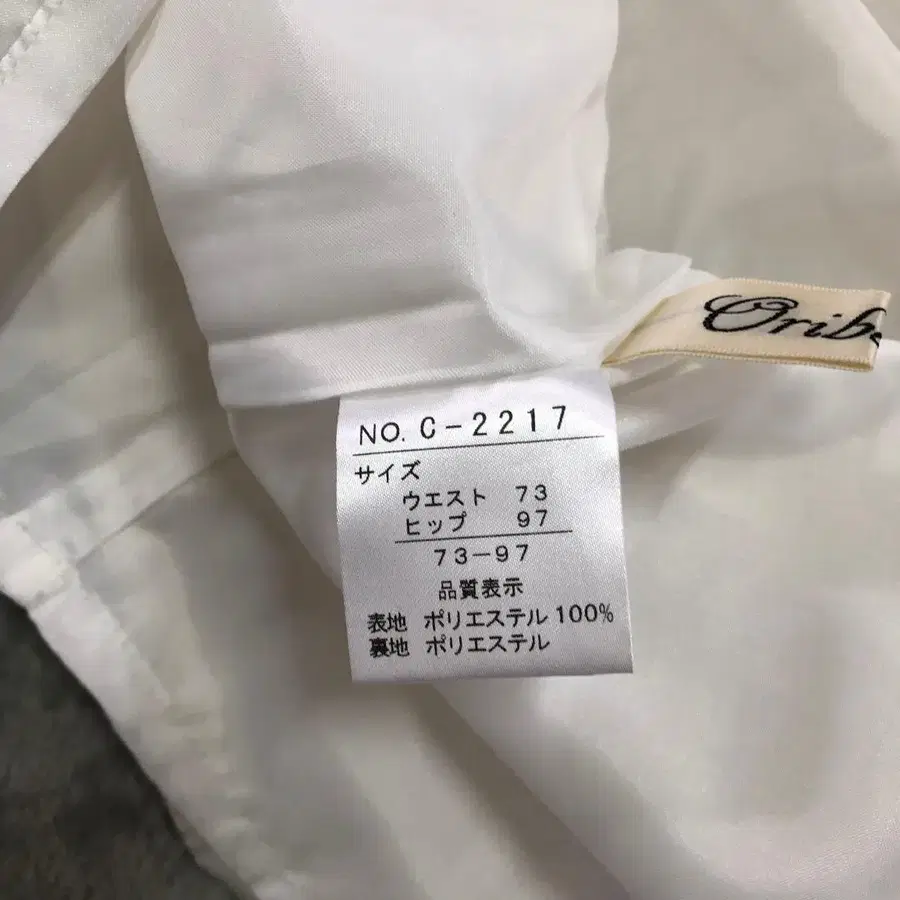 NO. C-2217
サイズ
ウエスト 73
ヒップ 97
73-97
品質表示
表地 ポリエステル 100%
裏地 ポリエステル